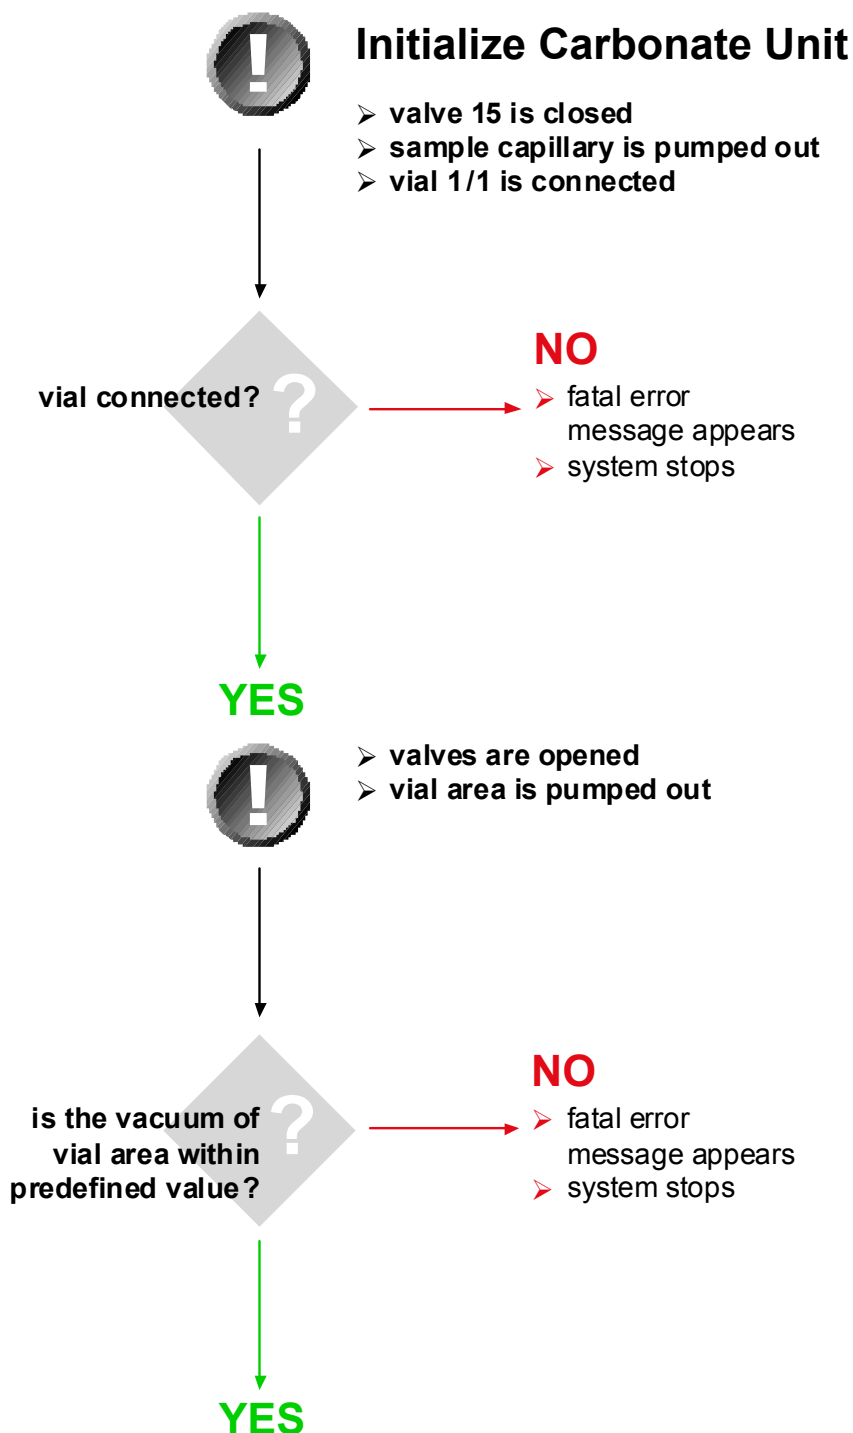 !
Initialize Carbonate Unit
➢ valve 15 is closed
➢ sample capillary is pumped out
➢ vial 1/1 is connected
vial connected?
?
NO
➢ fatal error
message appears
➢ system stops
YES
!
➢ valves are opened
➢ vial area is pumped out
is the vacuum of
vial area within
predefined value?
?
NO
➢ fatal error
message appears
➢ system stops
YES